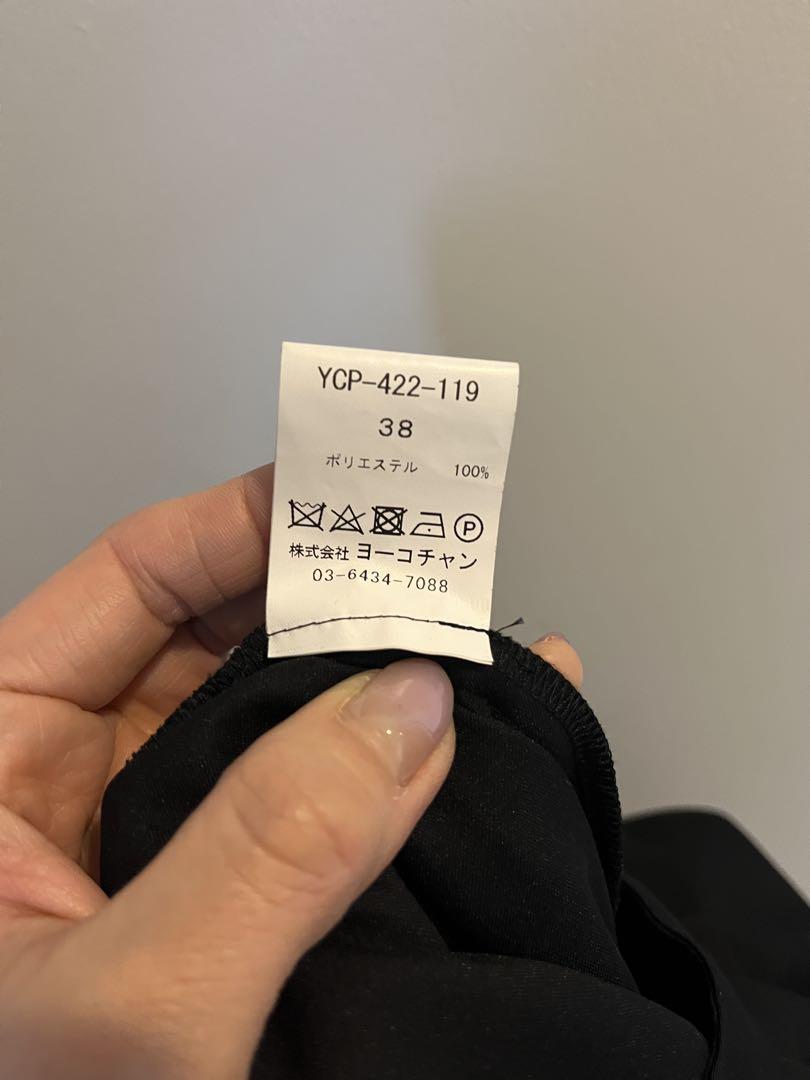 YCP-422-119
38
ポリエステル 100%
P
株式会社 ヨーコチャン
03-6434-7088